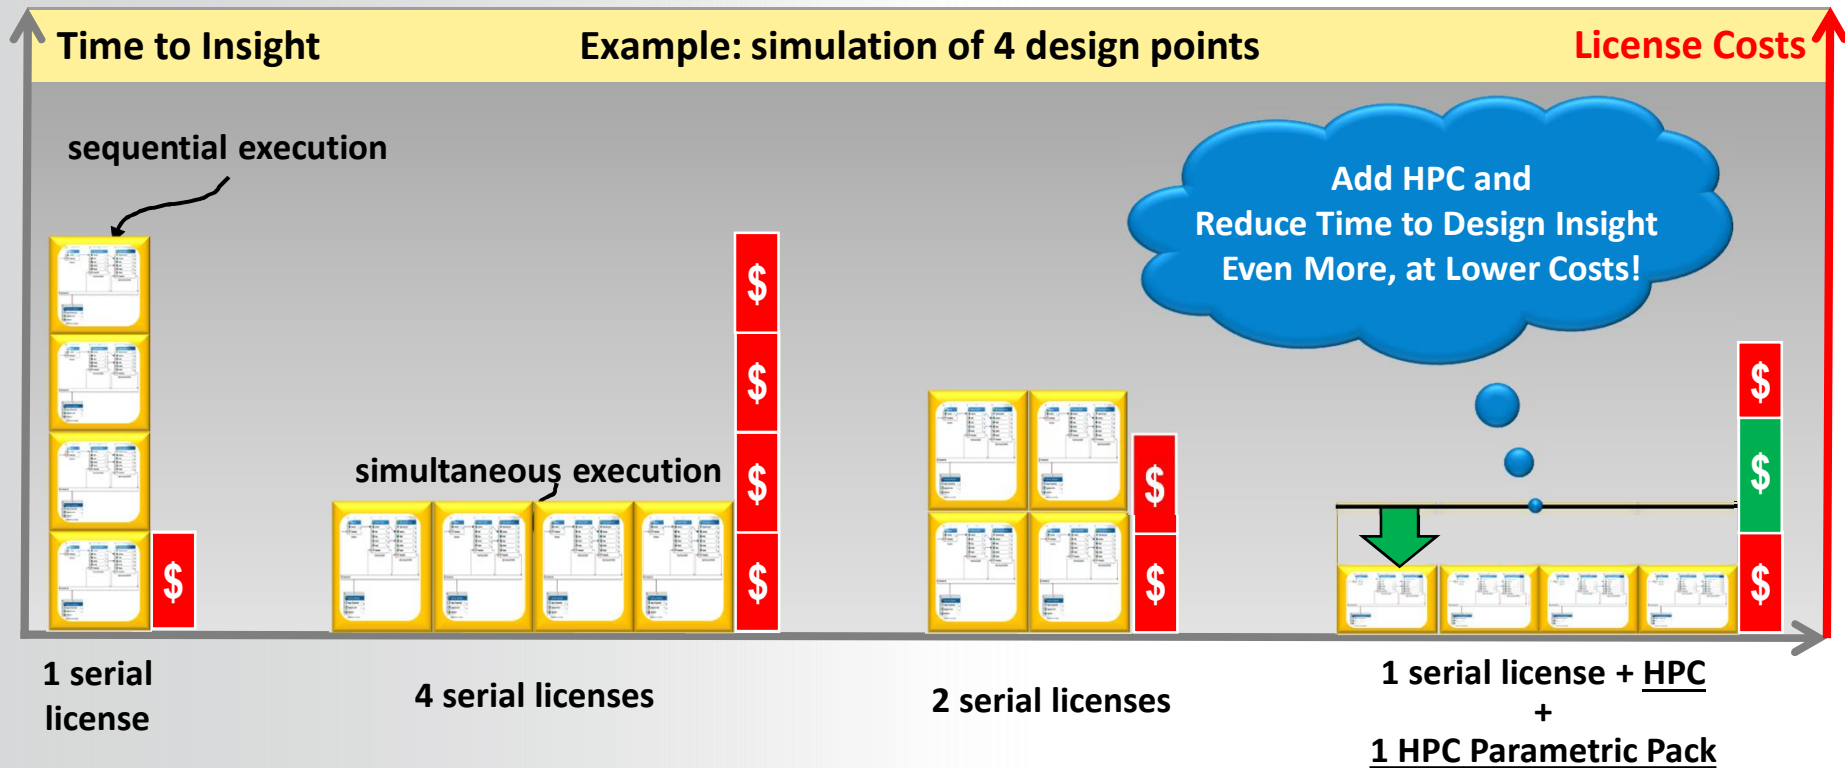 Time to Insight
Example: simulation of 4 design points
License Costs
sequential execution
Add HPC and
Reduce Time to Design Insight
Even More, at Lower Costs!
simultaneous execution
$
$
$
$
$
$
$
$
$
$
1 serial
license
4 serial licenses
2 serial licenses
1 serial license + HPC
+
1 HPC Parametric Pack